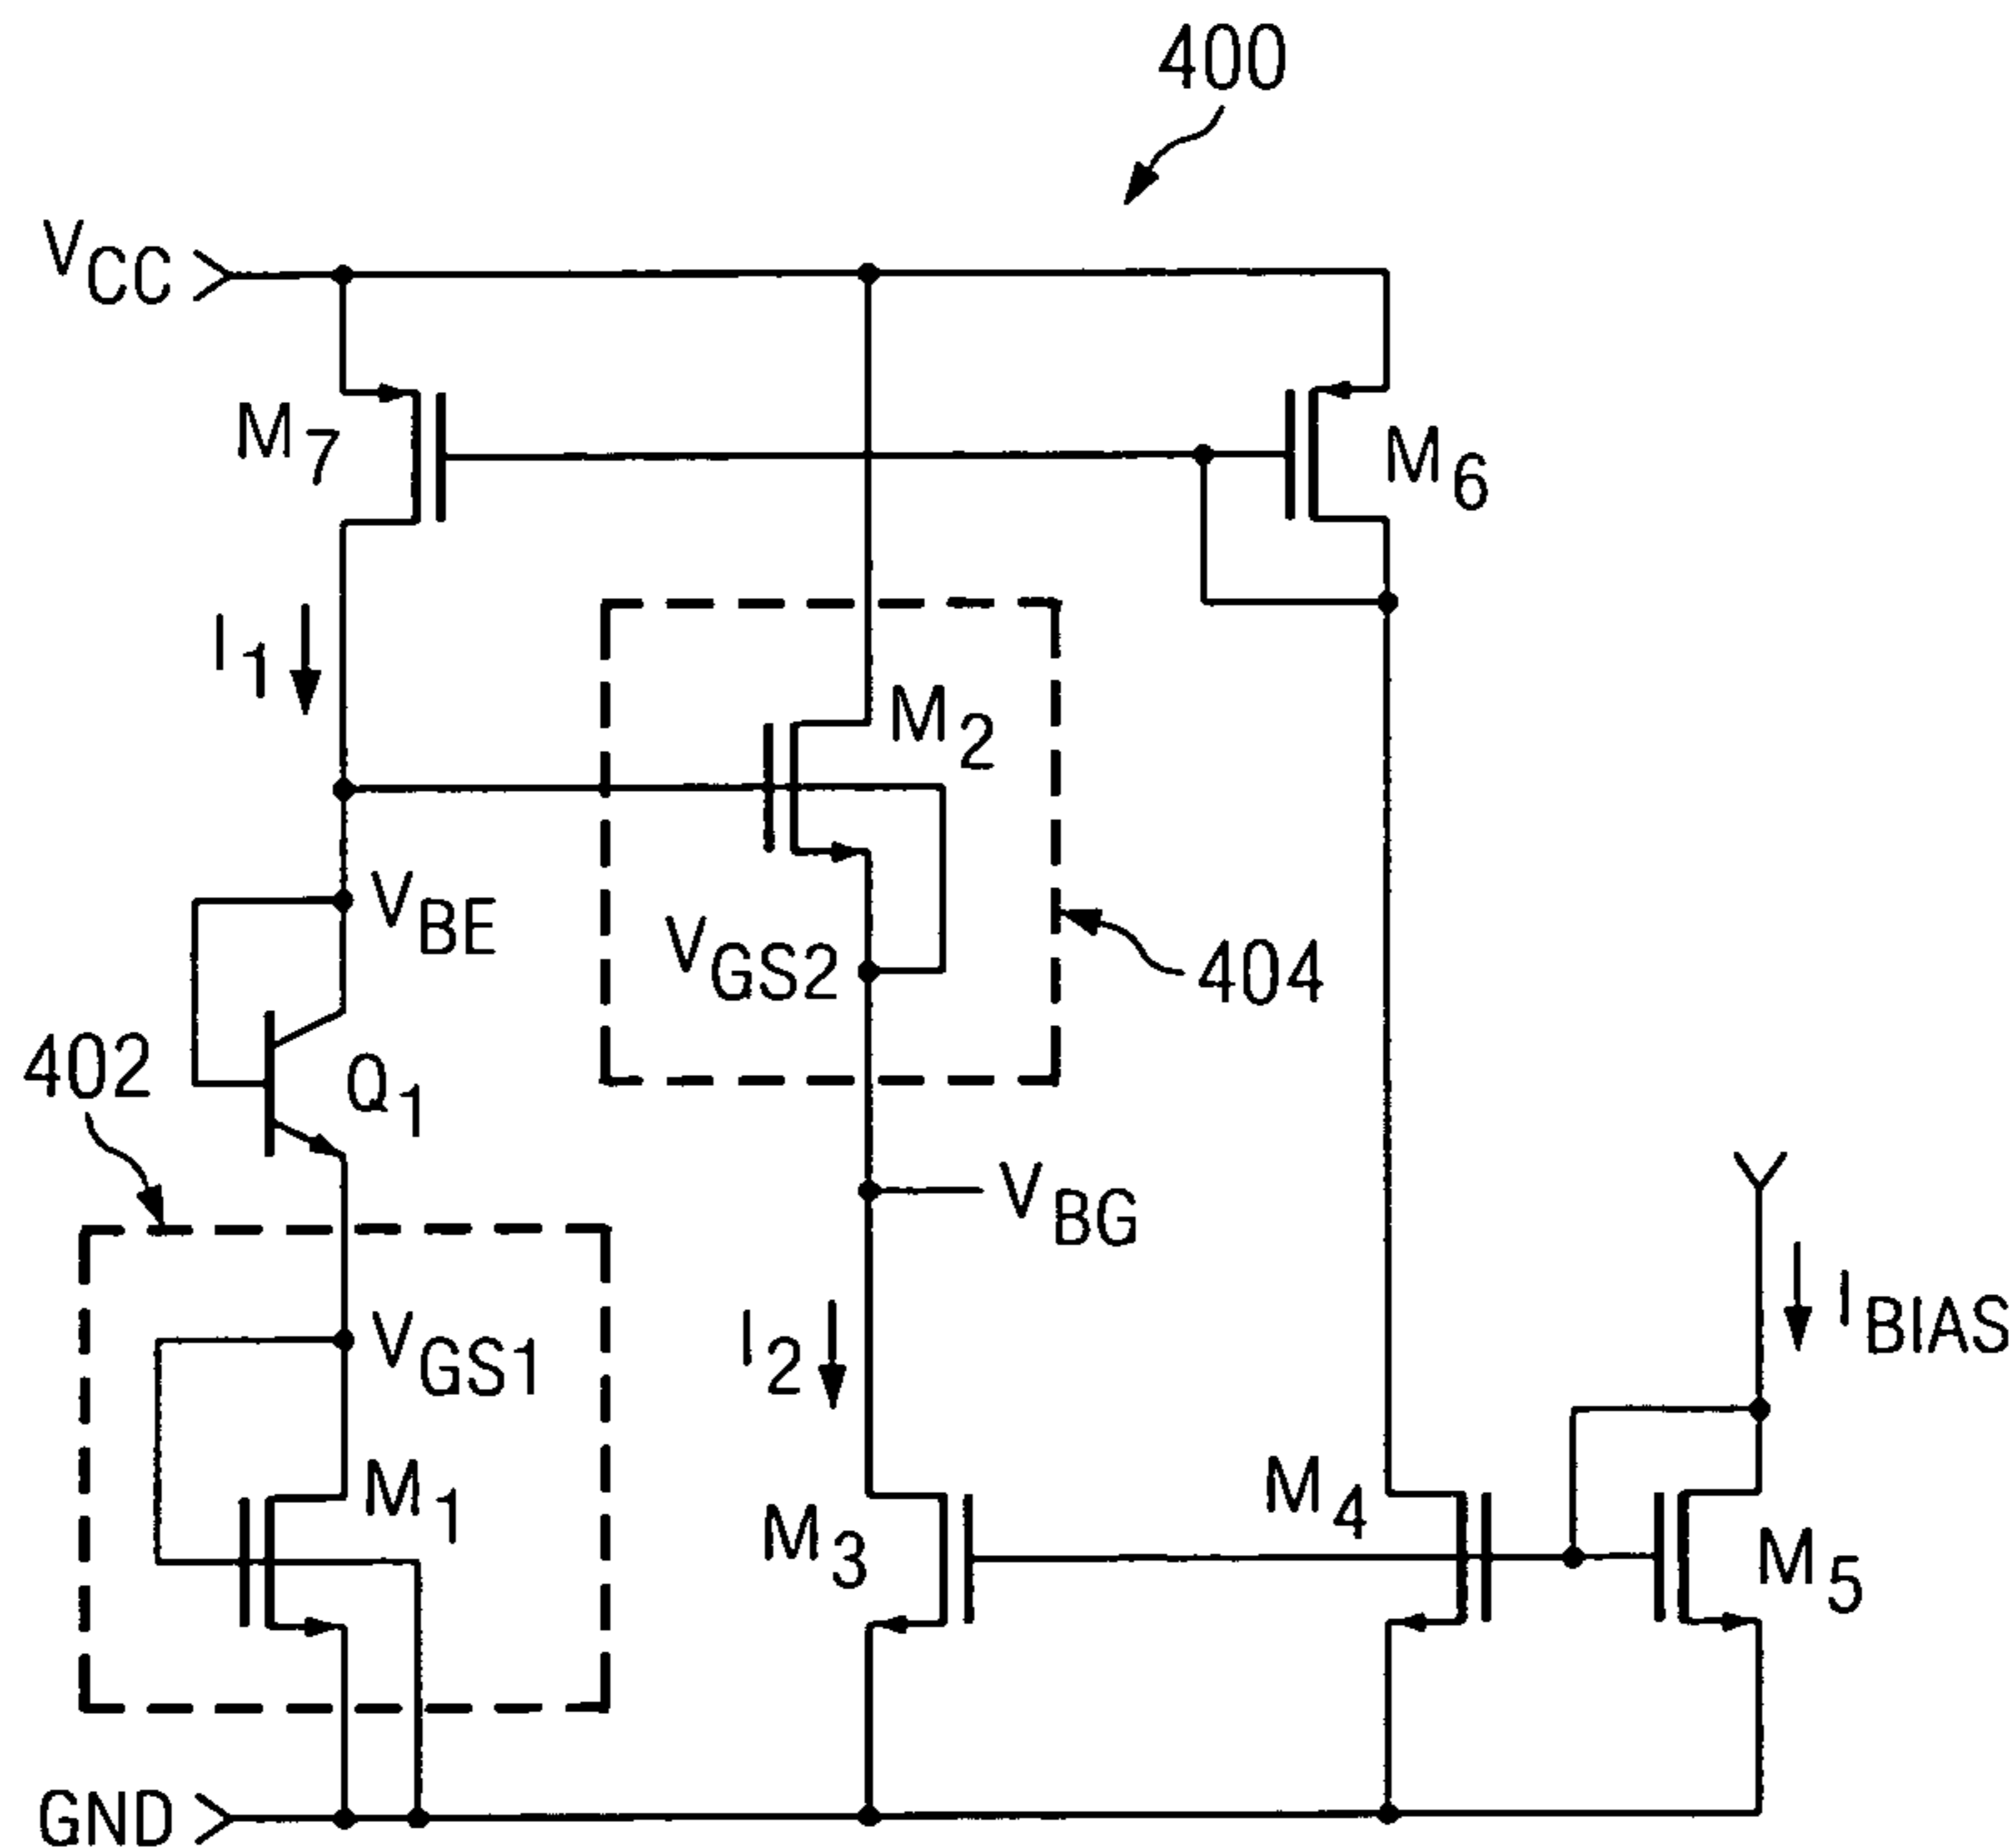 400
VCC
M7
M6
I1
M2
VBE
VGS2
404
402
Q1
VBG
VGS1
I2
IBIAS
M1
M3
M4
M5
GND